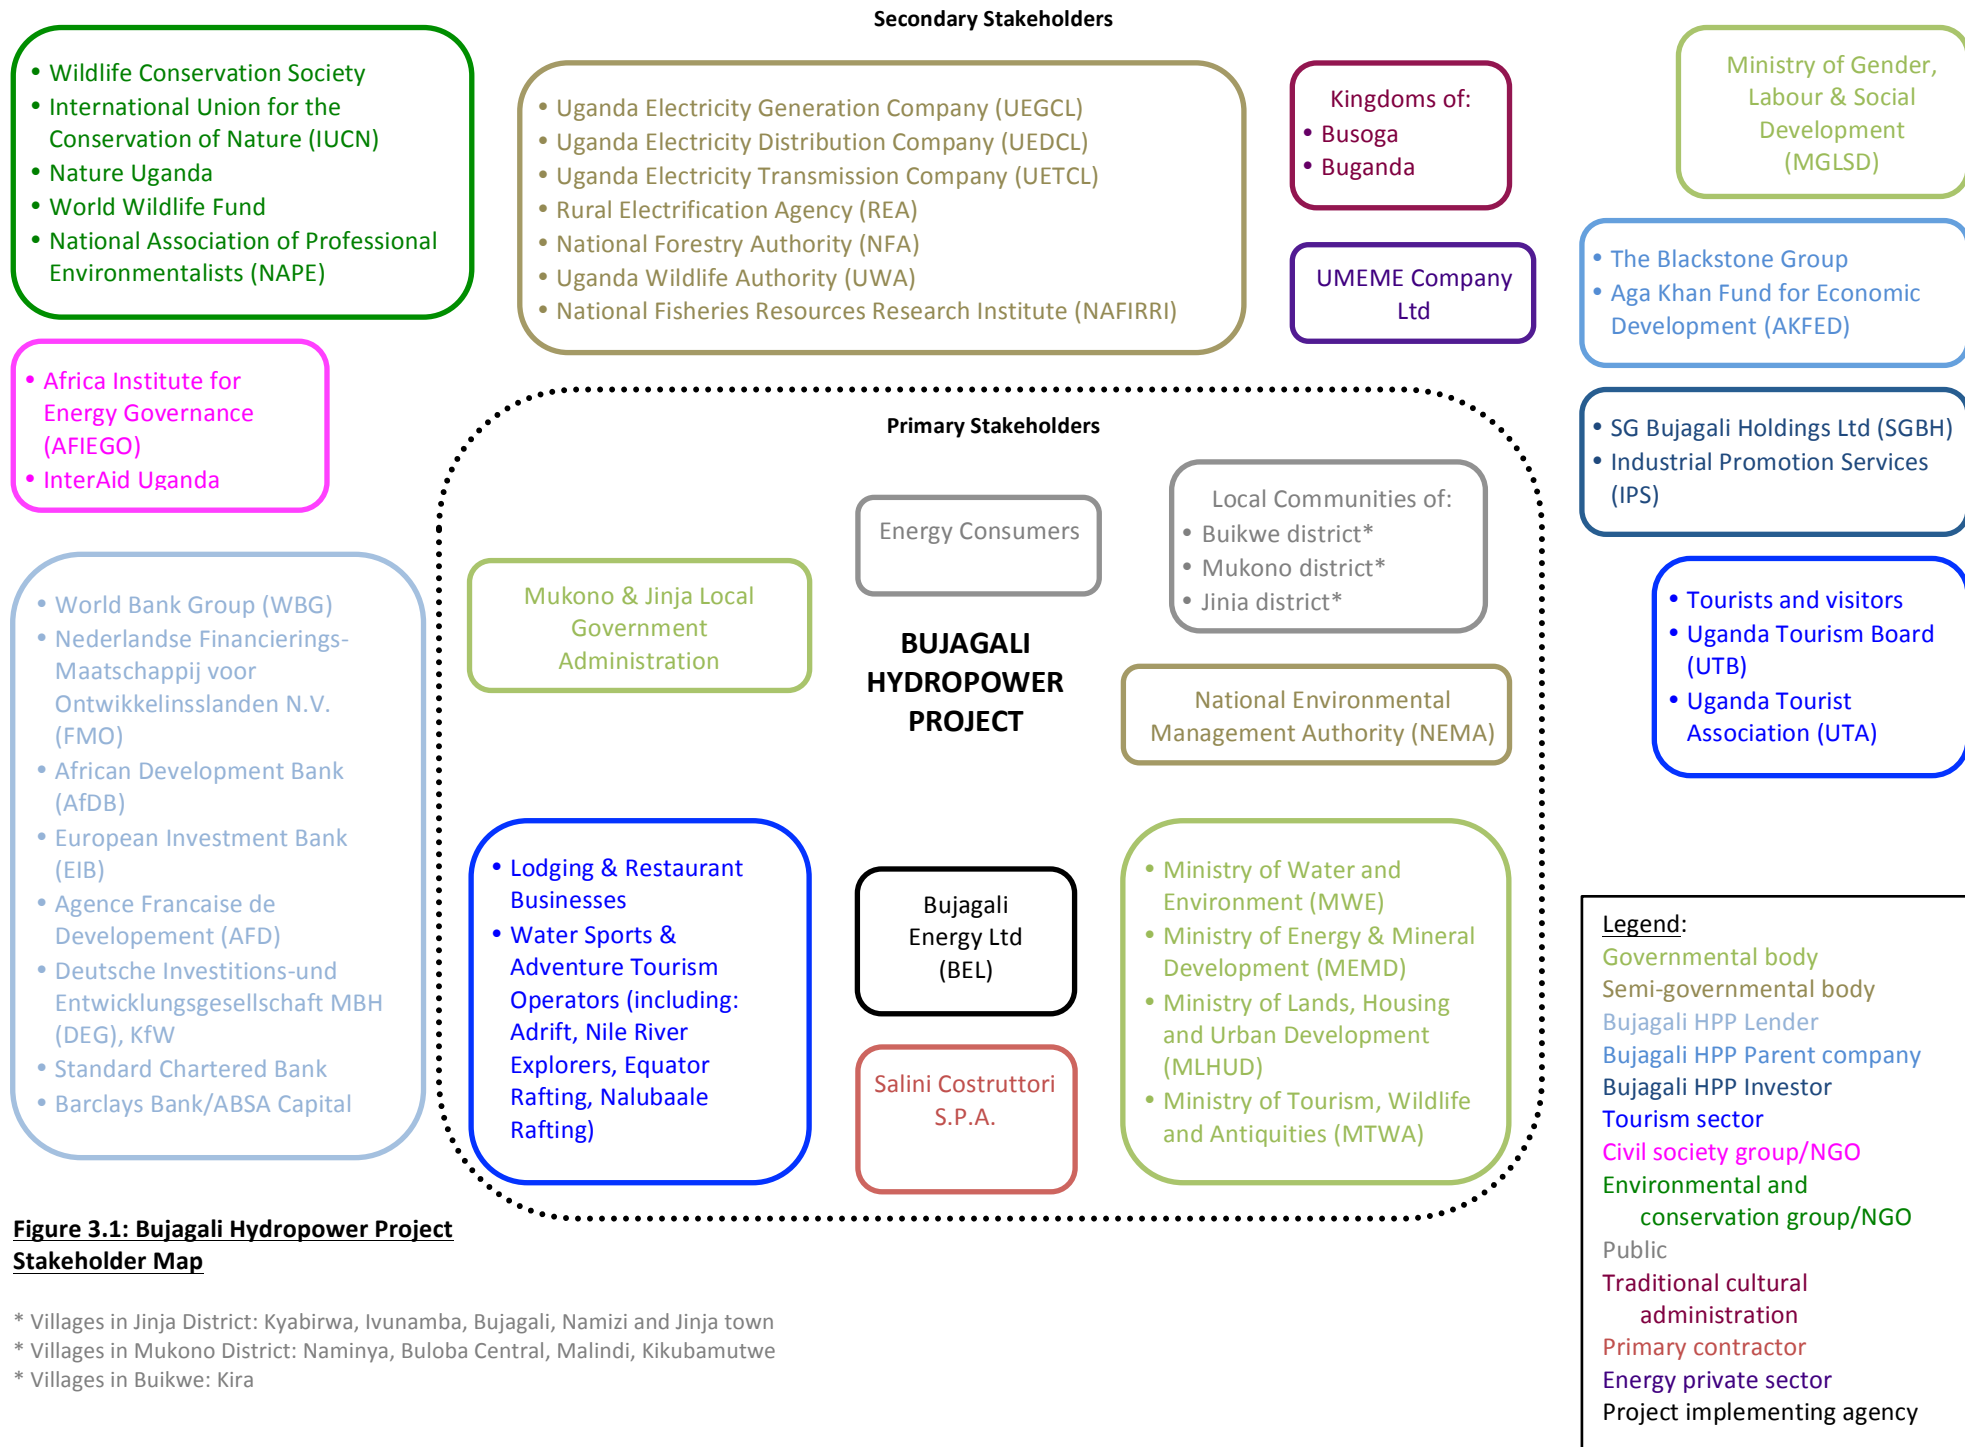 Secondary Stakeholders
• Wildlife Conservation Society
• International Union for the
Conservation of Nature (IUCN)
• Nature Uganda
• World Wildlife Fund
• National Association of Professional
Environmentalists (NAPE)
• Uganda Electricity Generation Company (UEGCL)
• Uganda Electricity Distribution Company (UEDCL)
• Uganda Electricity Transmission Company (UETCL)
• Rural Electrification Agency (REA)
• National Forestry Authority (NFA)
• Uganda Wildlife Authority (UWA)
• National Fisheries Resources Research Institute (NAFIRRI)
Kingdoms of:
• Busoga
• Buganda
UMEME Company
Ltd
Ministry of Gender,
Labour & Social
Development
(MGLSD)
• The Blackstone Group
• Aga Khan Fund for Economic
Development (AKFED)
• SG Bujagali Holdings Ltd (SGBH)
• Industrial Promotion Services
(IPS)
• Tourists and visitors
• Uganda Tourism Board
(UTB)
• Uganda Tourist
Association (UTA)
• Africa Institute for
Energy Governance
(AFIEGO)
• InterAid Uganda
• World Bank Group (WBG)
• Nederlandse Financierings-
Maatschappij voor
Ontwikkelinsslanden N.V.
(FMO)
• African Development Bank
(AfDB)
• European Investment Bank
(EIB)
• Agence Francaise de
Developement (AFD)
• Deutsche Investitions-und
Entwicklungsgesellschaft MBH
(DEG), KfW
• Standard Chartered Bank
• Barclays Bank/ABSA Capital
Primary Stakeholders
Energy Consumers
Local Communities of:
• Buikwe district*
• Mukono district*
• Jinja district*
Mukono & Jinja Local
Government
Administration
BUJAGALI
HYDROPOWER
PROJECT
National Environmental
Management Authority (NEMA)
• Lodging & Restaurant
Businesses
• Water Sports &
Adventure Tourism
Operators (including:
Adrift, Nile River
Explorers, Equator
Rafting, Nalubaale
Rafting)
Bujagali
Energy Ltd
(BEL)
Salini Costruttori
S.P.A.
• Ministry of Water and
Environment (MWE)
• Ministry of Energy & Mineral
Development (MEMD)
• Ministry of Lands, Housing
and Urban Development
(MLHUD)
• Ministry of Tourism, Wildlife
and Antiquities (MTWA)
Legend:
Governmental body
Semi-governmental body
Bujagali HPP Lender
Bujagali HPP Parent company
Bujagali HPP Investor
Tourism sector
Civil society group/NGO
Environmental and
conservation group/NGO
Public
Traditional cultural
administration
Primary contractor
Energy private sector
Project implementing agency
Figure 3.1: Bujagali Hydropower Project
Stakeholder Map
* Villages in Jinja District: Kyabirwa, Ivunamba, Bujagali, Namizi and Jinja town
* Villages in Mukono District: Naminya, Buloba Central, Malindi, Kikubamutwe
* Villages in Buikwe: Kira